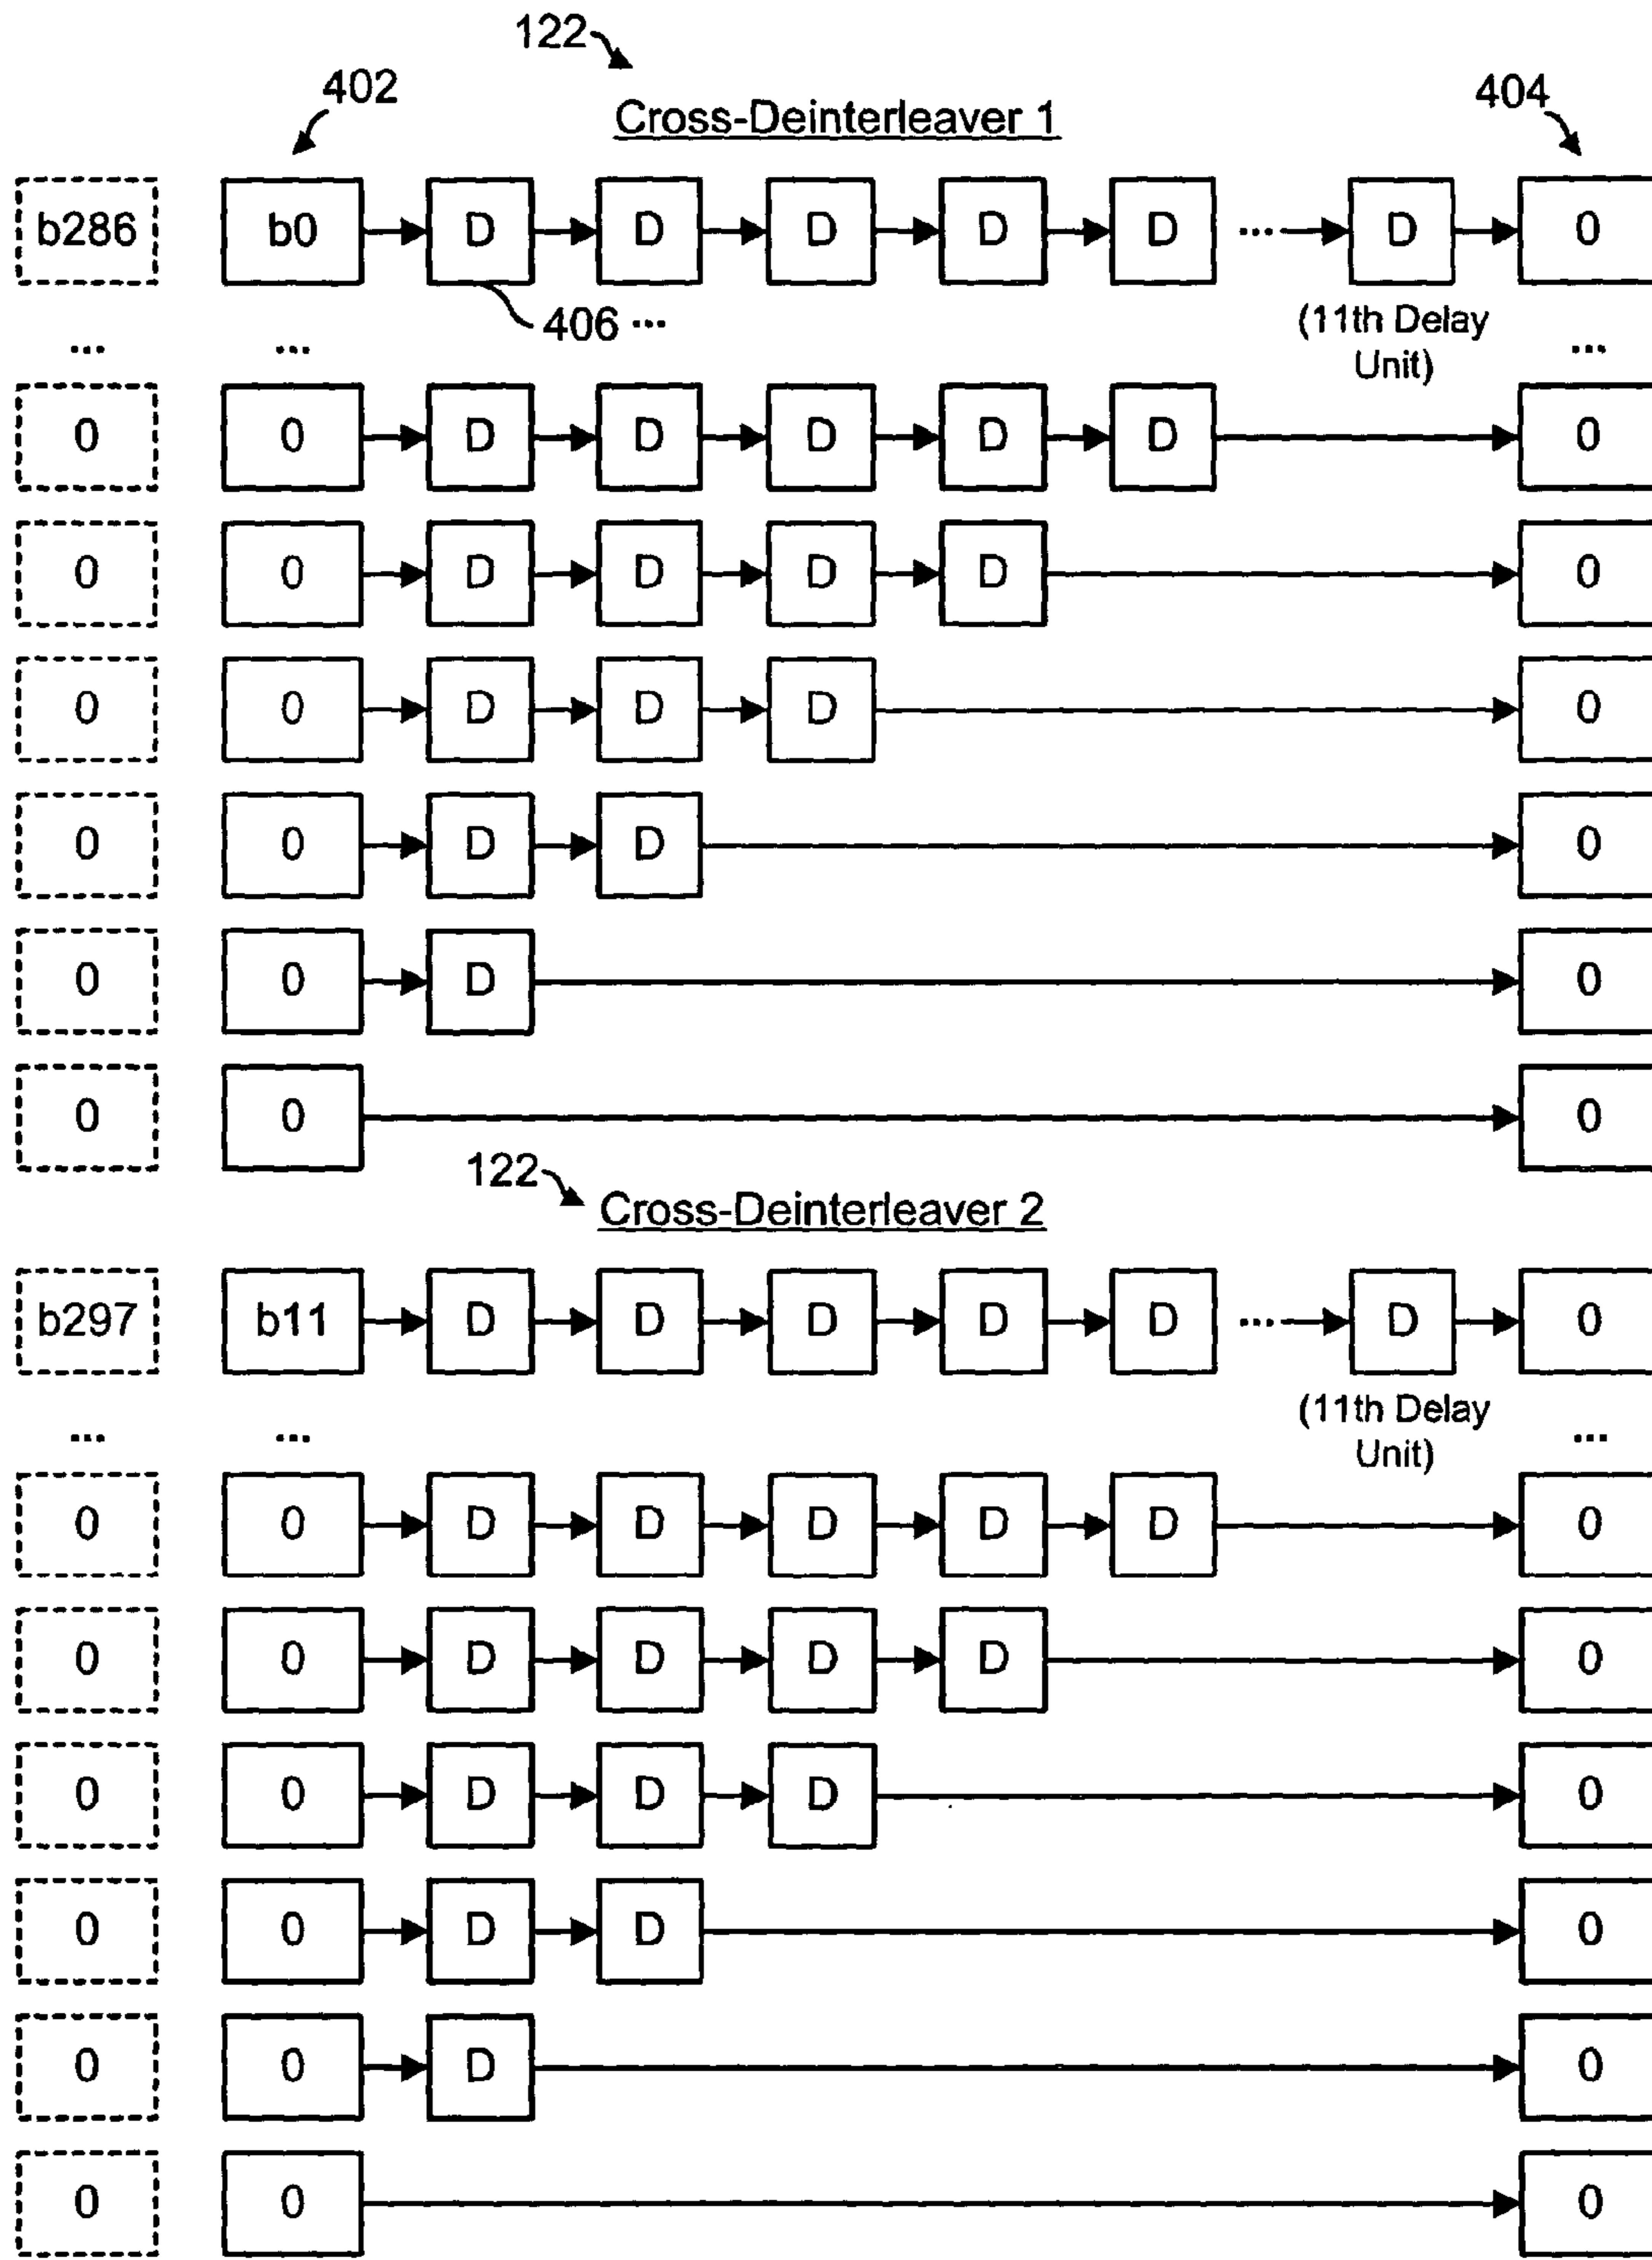 122
402
Cross-Deinterleaver 1
404
b286 b0 D D D D D ... D 0
406 ...
(11th Delay Unit)
... ... ...
0 0 D D D D D 0
0 0 D D D D 0
0 0 D D D 0
0 0 D D 0
0 0 D 0
0 0 0
122
Cross-Deinterleaver 2
b297 b11 D D D D D ... D 0
(11th Delay Unit)
... ... ...
0 0 D D D D D 0
0 0 D D D D 0
0 0 D D D 0
0 0 D D 0
0 0 D 0
0 0 0